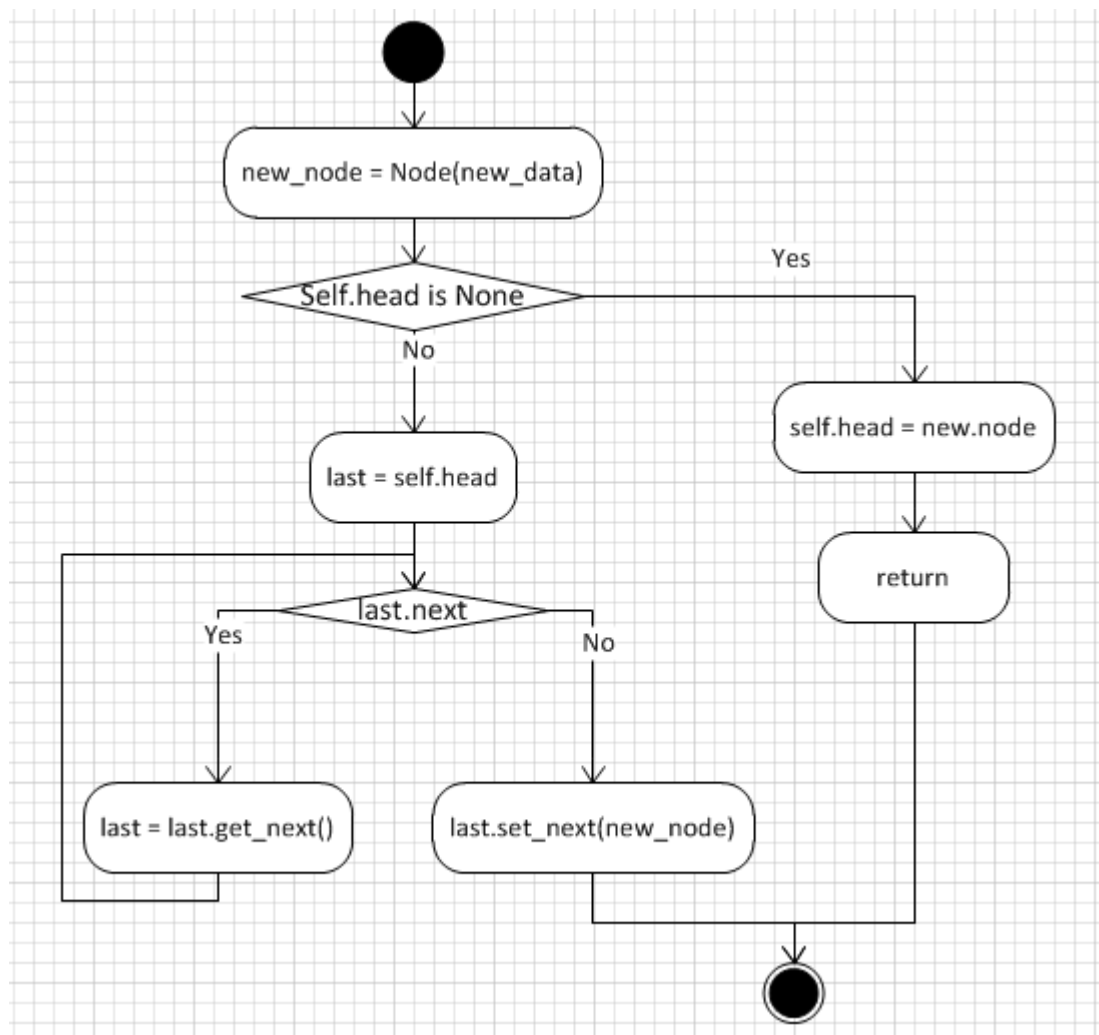 new_node = Node(new_data)
Yes
Self.head is None
No
self.head = new.node
last = self.head
return
last.next
Yes
No
last = last.get_next()
last.set_next(new_node)